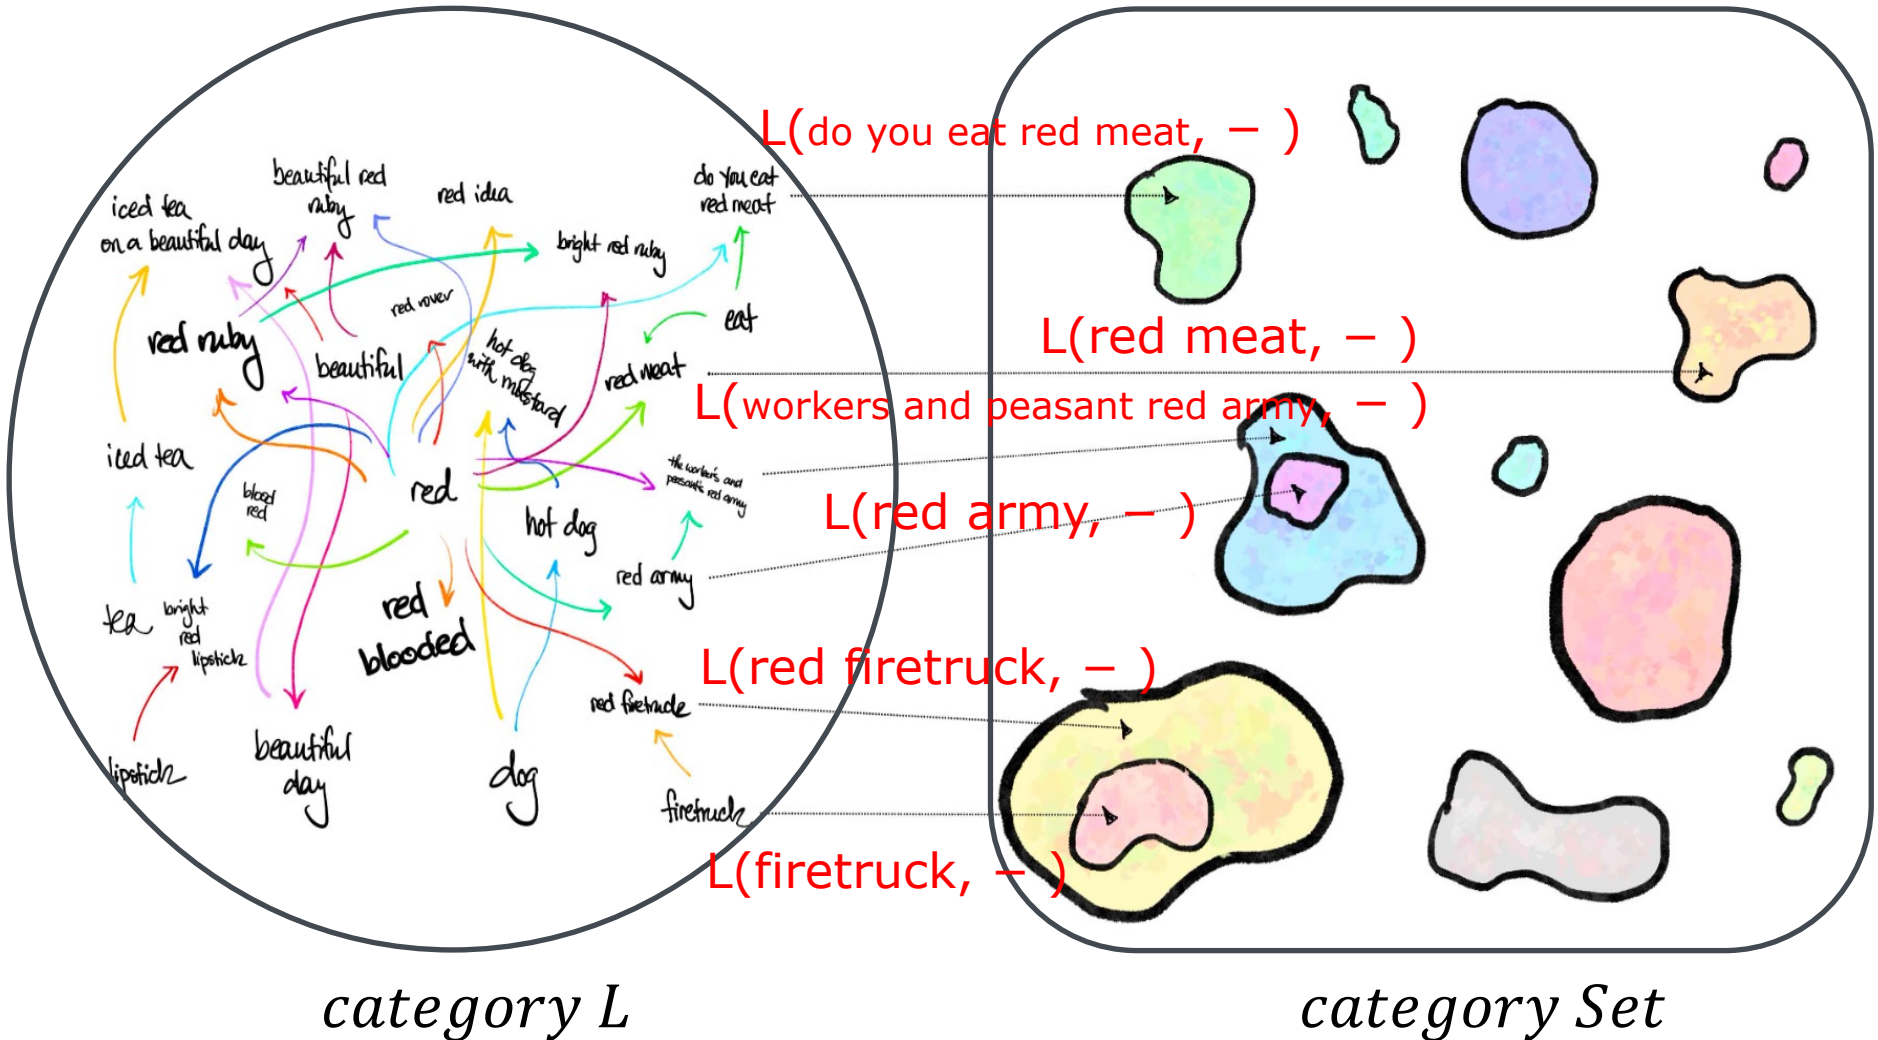 L(do you eat red meat, − )
beautiful red
ruby
red idea
do you eat
red meat
iced tea
on a beautiful day
bright red ruby
red rover
eat
red ruby
beautiful
hot dog
with mustard
red meat
L(red meat, − )
L(workers and peasant red army, − )
iced tea
red
blood
red
the worker's and
peasant's red army
hot dog
L(red army, − )
red army
tea
bright
red
lipstick
red
blooded
L(red firetruck, − )
red firetruck
lipstick
beautiful
day
dog
firetruck
L(firetruck, − )
category L
category Set